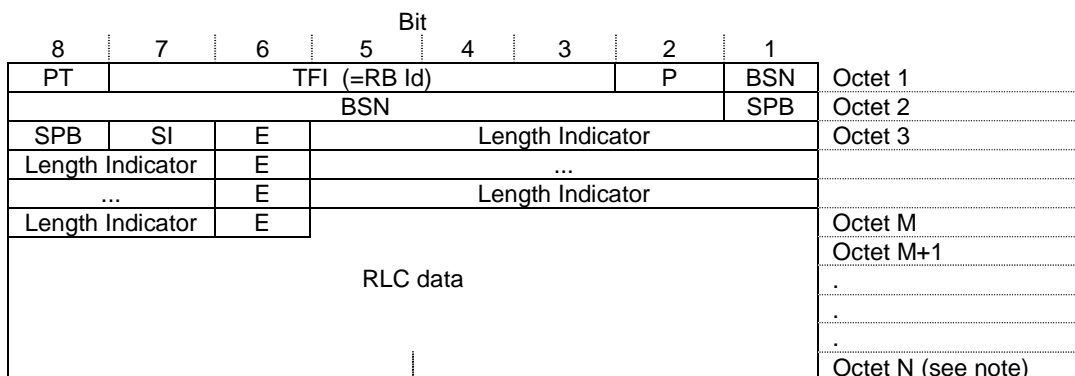 Bit
8 7 6 5 4 3 2 1
PT TFI (=RB Id) P BSN Octet 1
BSN SPB Octet 2
SPB SI E Length Indicator Octet 3
Length Indicator E ...
... E Length Indicator
Length Indicator E Octet M
Octet M+1
RLC data
.
.
.
Octet N (see note)